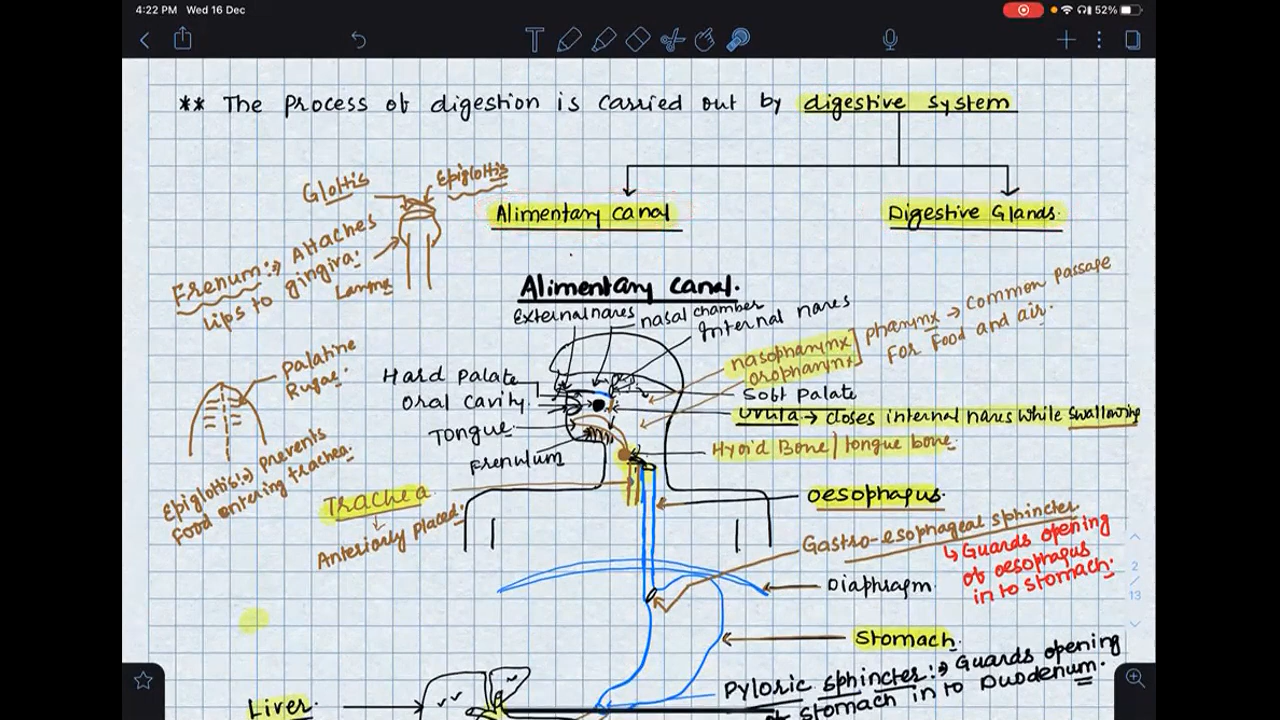 4:22 PM Wed 16 Dec
52%
** The process of digestion is carried out by digestive system
Glottis
Epiglottis
Alimentary canal
Digestive Glands.
Frenum:→ Attaches
lips to gingiva.
Larynx
Alimentary canal.
External nares
nasal chamber
Internal nares
nasopharynx
oropharynx
pharynx → Common passage
For Food and air.
Palatine
Rugae.
Hard Palate
Soft Palate
Oral cavity
Uvula → closes internal nares while swallowing
Tongue
Hyoid Bone/tongue bone
Frenulum
Epiglottis:→ prevents
Food entering trachea.
Trachea
Anteriorly placed.
oesophagus.
Gastro-esophageal sphincter
↳ Guards opening
of oesophagus
in to stomach.
Diaphragm.
2
13
Stomach.
Pyloric sphincter:→ Guards opening
of stomach in to Duodenum.
Liver.